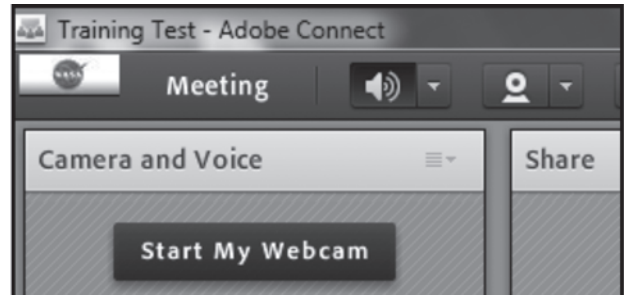 Training Test - Adobe Connect
NASA
Meeting
Camera and Voice
Share
Start My Webcam